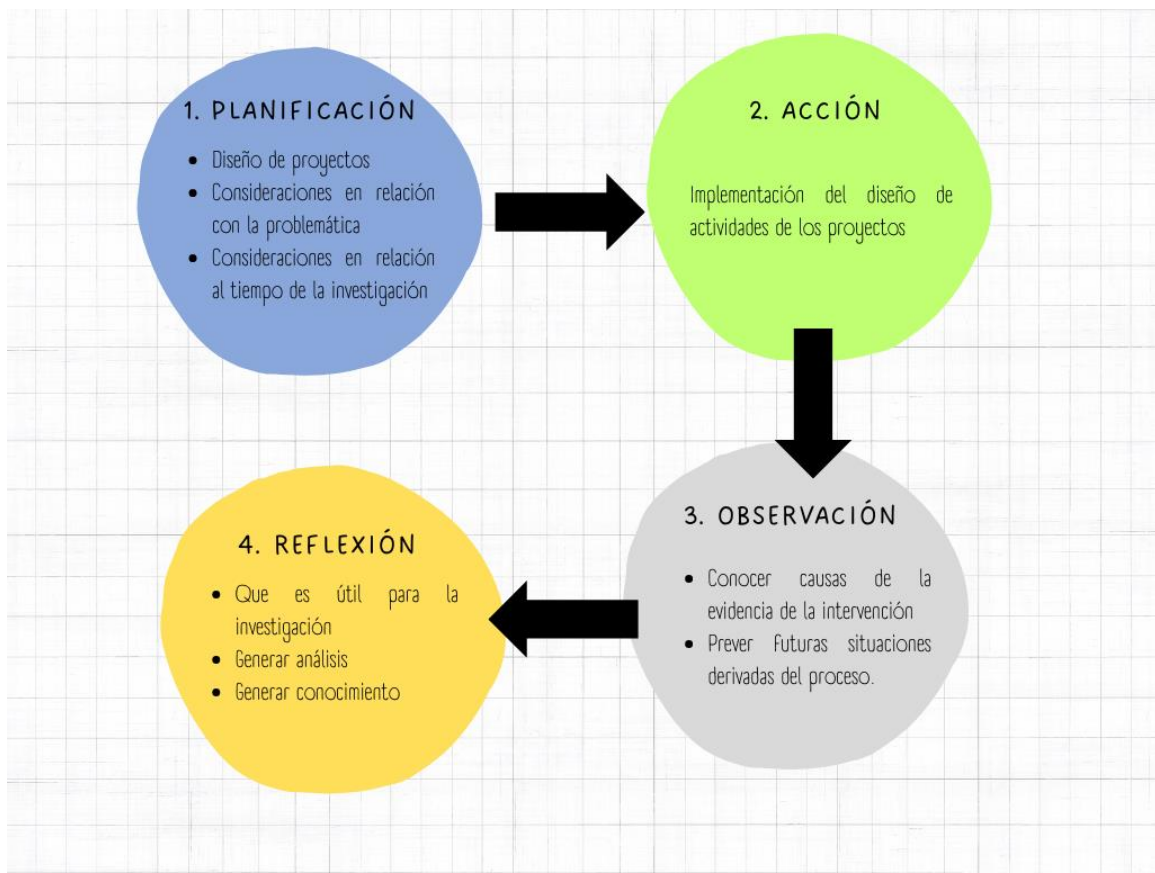 1. PLANIFICACIÓN
• Diseño de proyectos
• Consideraciones en relación
con la problemática
• Consideraciones en relación
al tiempo de la investigación
2. ACCIÓN
Implementación del diseño de
actividades de los proyectos
3. OBSERVACIÓN
• Conocer causas de la
evidencia de la intervención
• Prever futuras situaciones
derivadas del proceso.
4. REFLEXIÓN
• Que es útil para la
investigación
• Generar análisis
• Generar conocimiento